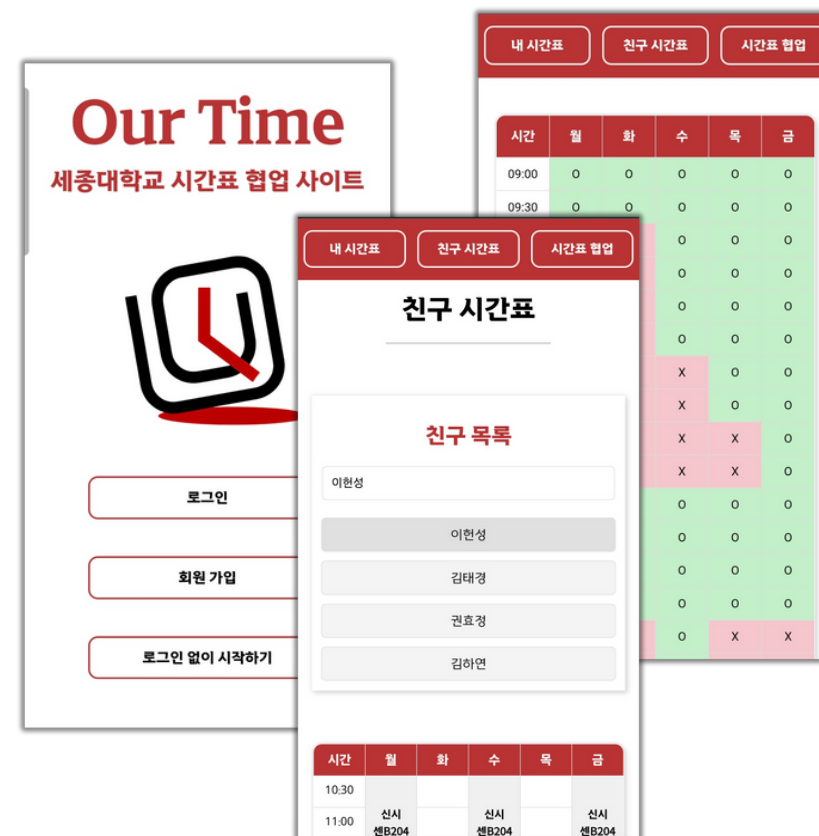 Our Time
세종대학교 시간표 협업 사이트
로그인
회원 가입
로그인 없이 시작하기
내 시간표 친구 시간표 시간표 협업
친구 시간표
친구 목록
이현성
이헌성
김태경
권효정
김하연
시간 월 화 수 목 금
10:30
11:00 신시 신시 신시
센B204 센B204 센B204
내 시간표 친구 시간표 시간표 협업
시간 월 화 수 목 금
09:00 O O O O O
09:30 O O O O O
O O O
O O O
O O O
O O O
X O O
X O O
X X O
X X O
O O O
O O O
O O O
O O O
O X X